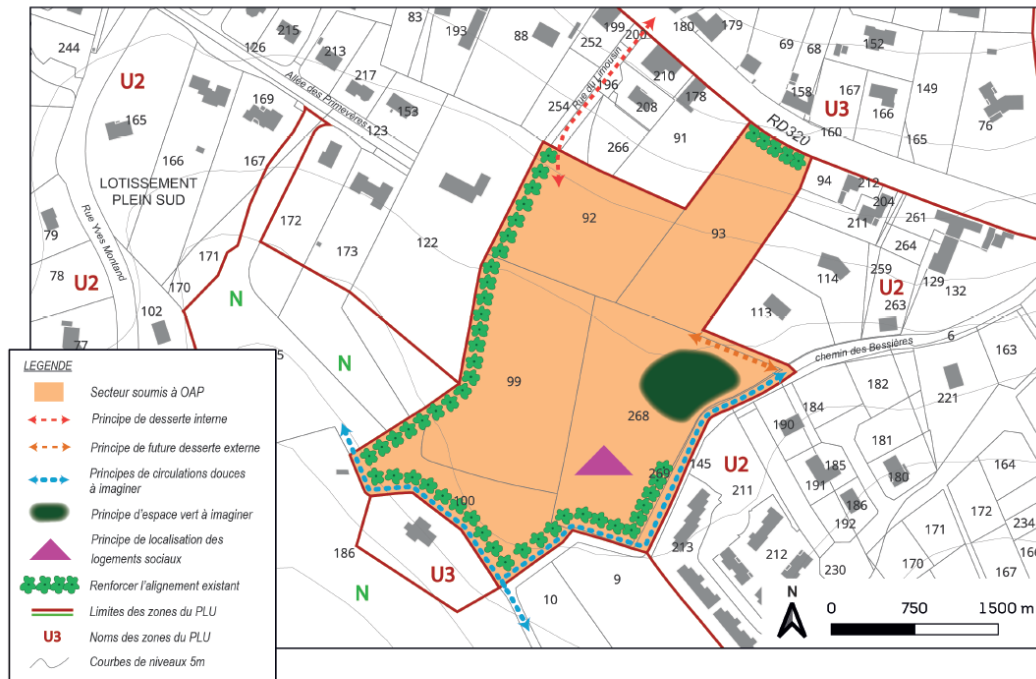 83
193
88
199
200
180
179
69
68
152
244
126
215
213
217
153
123
Allée des Primevères
252
254
Rue du Limousin
196
210
208
178
266
91
RD320
158
167
149
U3
166
76
160
165
U2
165
166
169
167
LOTISSEMENT
PLEIN SUD
172
173
122
92
93
94
212
204
211
261
264
79
Rue Yves Montand
78
U2
171
170
102
77
N
114
259
U2
129
132
263
113
6
163
chemin des Bessières
99
268
N
182
184
221
190
181
269
145
U2
211
185
191
180
164
186
192
172
234
171
100
186
U3
N
9
10
213
212
230
170
167
LEGENDE
Secteur soumis à OAP
Principe de desserte interne
Principe de future desserte externe
Principes de circulations douces
à imaginer
Principe d'espace vert à imaginer
Principe de localisation des
logements sociaux
Renforcer l'alignement existant
Limites des zones du PLU
U3 Noms des zones du PLU
Courbes de niveaux 5m
N
0 750 1 500 m